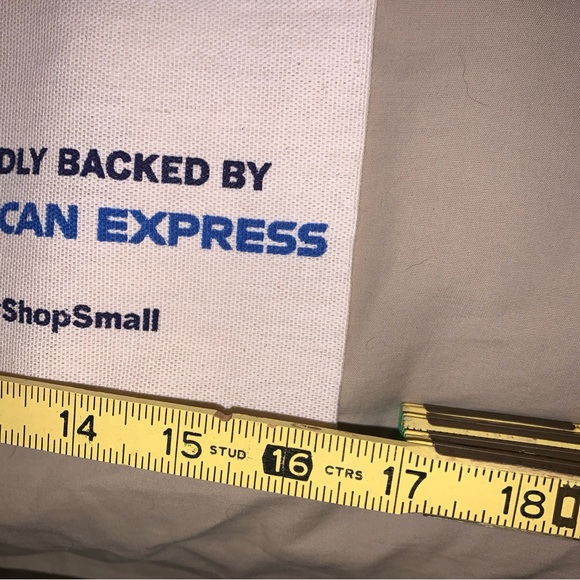 DLY BACKED BY
CAN EXPRESS
ShopSmall
14 15 STUD 16 CTRS 17 18